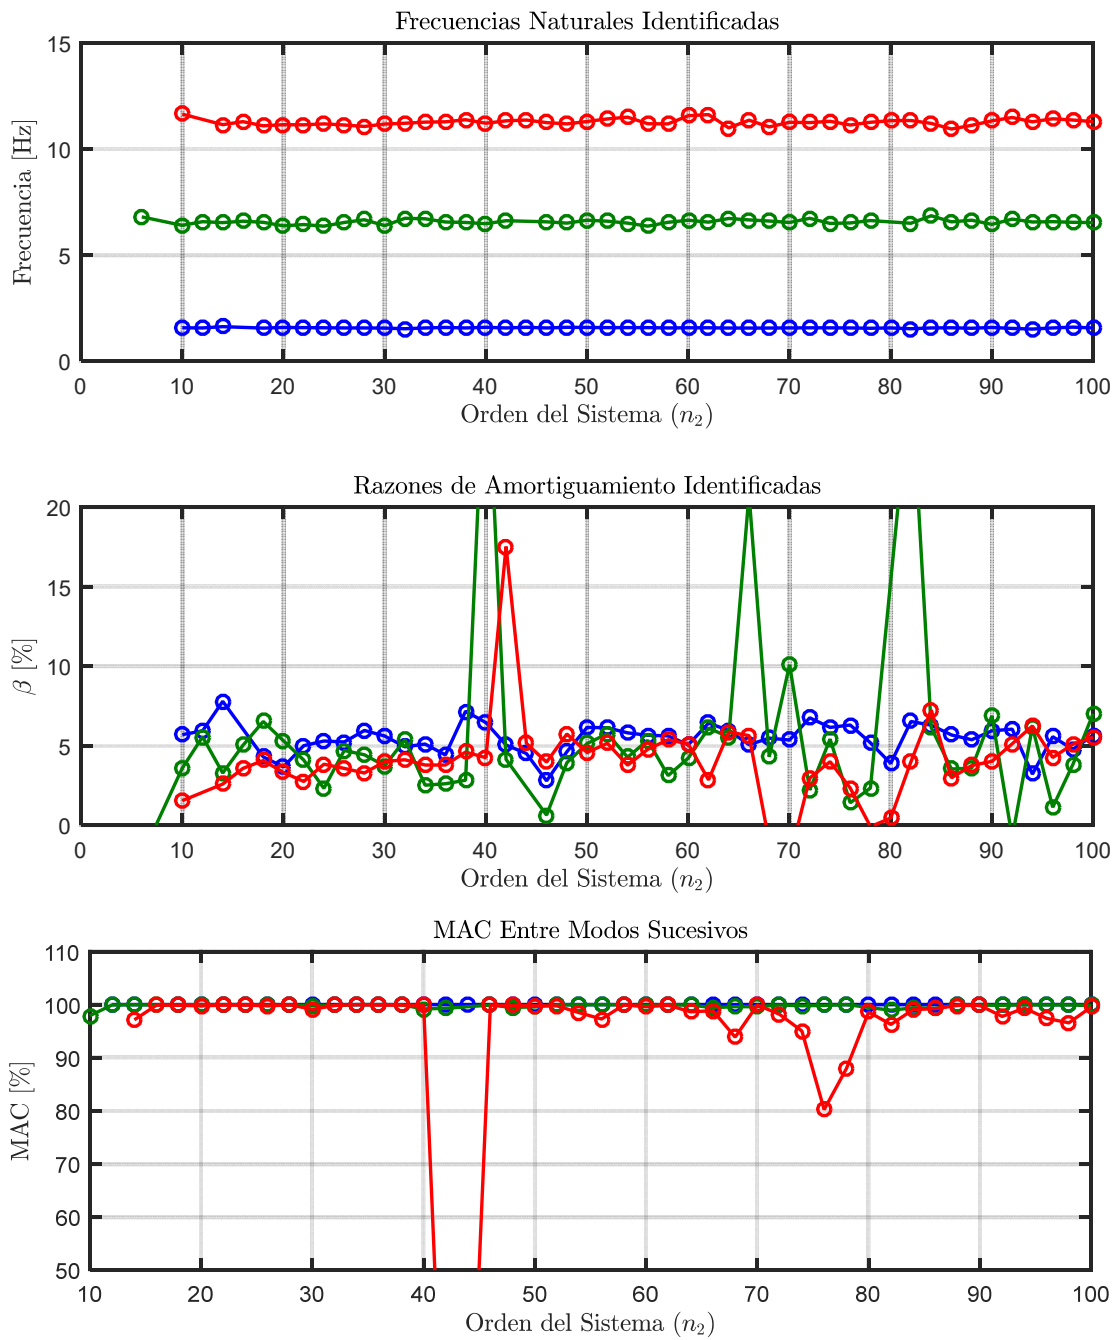 Frecuencias Naturales Identificadas
Frecuencia [Hz]
15
10
5
0
0 10 20 30 40 50 60 70 80 90 100
Orden del Sistema (n₂)
Razones de Amortiguamiento Identificadas
β [%]
20
15
10
5
0
0 10 20 30 40 50 60 70 80 90 100
Orden del Sistema (n₂)
MAC Entre Modos Sucesivos
MAC [%]
110
100
90
80
70
60
50
10 20 30 40 50 60 70 80 90 100
Orden del Sistema (n₂)